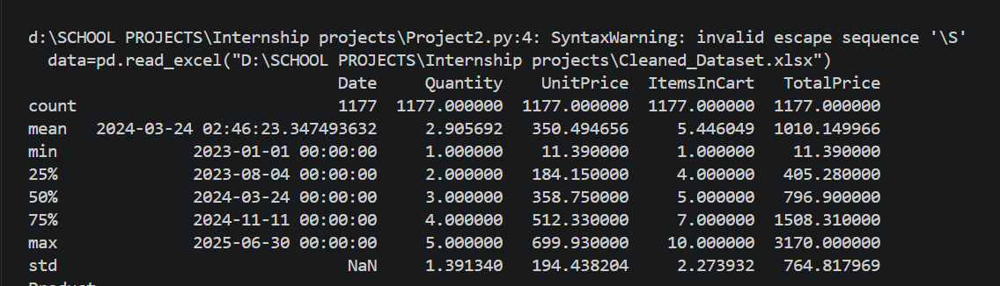 d:\SCHOOL PROJECTS\Internship projects\Project2.py:4: SyntaxWarning: invalid escape sequence '\S'
  data=pd.read_excel("D:\SCHOOL PROJECTS\Internship projects\Cleaned_Dataset.xlsx")
                                Date     Quantity    UnitPrice  ItemsInCart   TotalPrice
count                           1177  1177.000000  1177.000000  1177.000000  1177.000000
mean   2024-03-24 02:46:23.347493632     2.905692   350.494656     5.446049  1010.149966
min              2023-01-01 00:00:00     1.000000    11.390000     1.000000    11.390000
25%              2023-08-04 00:00:00     2.000000   184.150000     4.000000   405.280000
50%              2024-03-24 00:00:00     3.000000   358.750000     5.000000   796.900000
75%              2024-11-11 00:00:00     4.000000   512.330000     7.000000  1508.310000
max              2025-06-30 00:00:00     5.000000   699.930000    10.000000  3170.000000
std                              NaN     1.391340   194.438204     2.273932   764.817969
Product